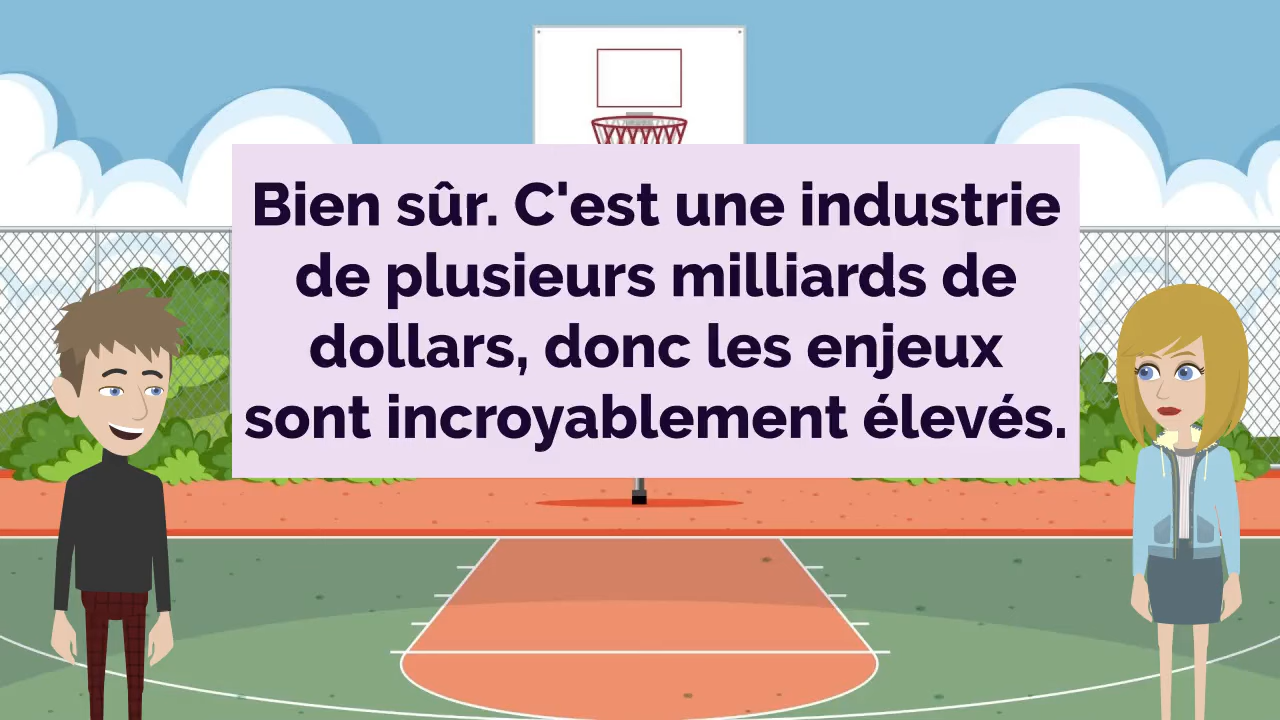 Bien sûr. C'est une industrie
de plusieurs milliards de
dollars, donc les enjeux
sont incroyablement élevés.